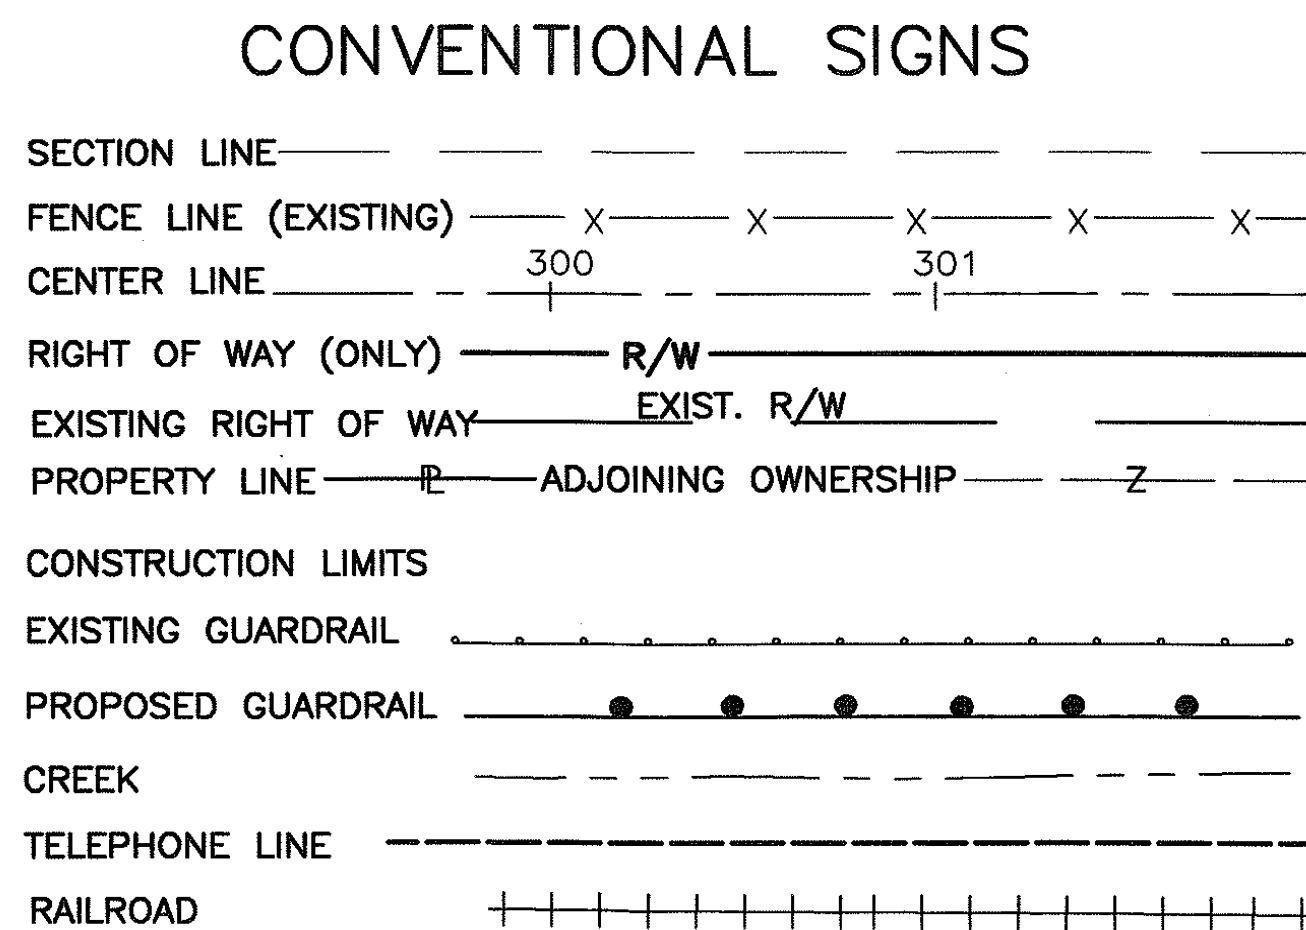 CONVENTIONAL SIGNS
SECTION LINE
FENCE LINE (EXISTING) X X X X X
300 301
CENTER LINE
RIGHT OF WAY (ONLY) R/W
EXIST. R/W
EXISTING RIGHT OF WAY
PROPERTY LINE PL ADJOINING OWNERSHIP Z
CONSTRUCTION LIMITS
EXISTING GUARDRAIL
PROPOSED GUARDRAIL
CREEK
TELEPHONE LINE
RAILROAD